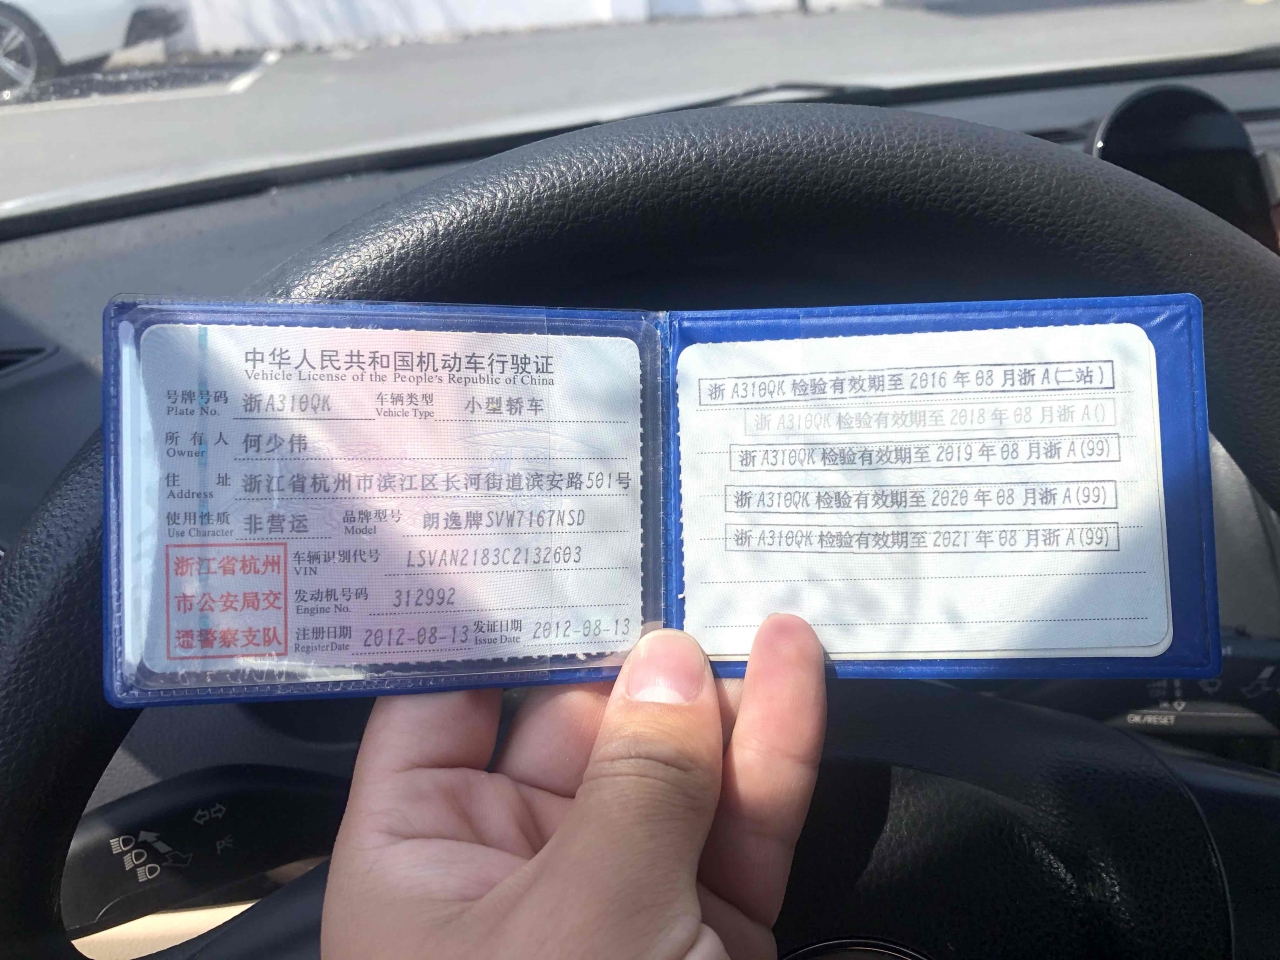 中华人民共和国机动车行驶证
Vehicle License of the People's Republic of China
号牌号码 浙A310QK 车辆类型 小型轿车
Plate No. Vehicle Type
所有人 何少伟
Owner
住址 浙江省杭州市滨江区长河街道滨安路501号
Address
使用性质 非营运 品牌型号 朗逸牌SVW7167NSD
Use Character Model
浙江省杭州
市公安局交
通警察支队
车辆识别代号 LSVAN2183C2132603
VIN
发动机号码 312992
Engine No.
注册日期 2012-08-13 发证日期 2012-08-13
Register Date Issue Date
浙A310QK检验有效期至2016年08月浙A(二站)
浙A310QK检验有效期至2018年08月浙A()
浙A310QK检验有效期至2019年08月浙A(99)
浙A310QK检验有效期至2020年08月浙A(99)
浙A310QK检验有效期至2021年08月浙A(99)
OK/RESET